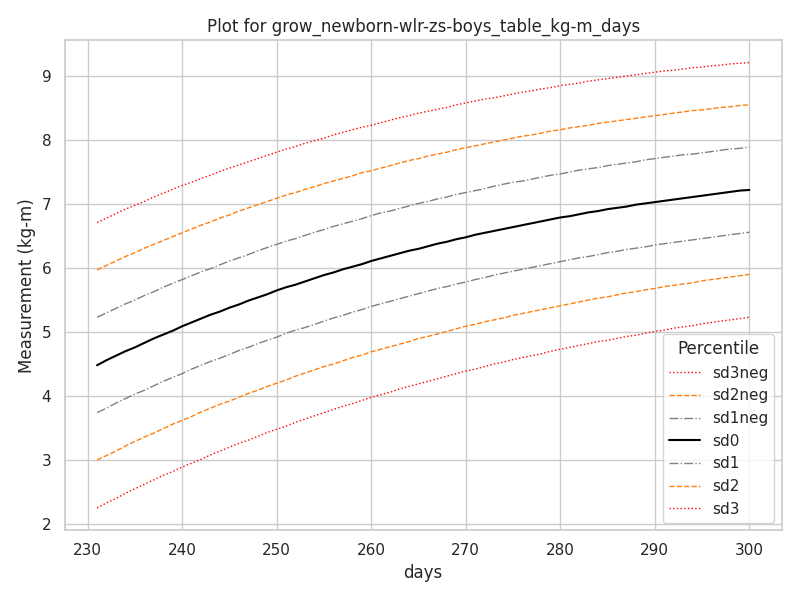 Plot for grow_newborn-wlr-zs-boys_table_kg-m_days
Measurement (kg-m)
9
8
7
6
5
4
3
2
230 240 250 260 270 280 290 300
days
Percentile
sd3neg
sd2neg
sd1neg
sd0
sd1
sd2
sd3